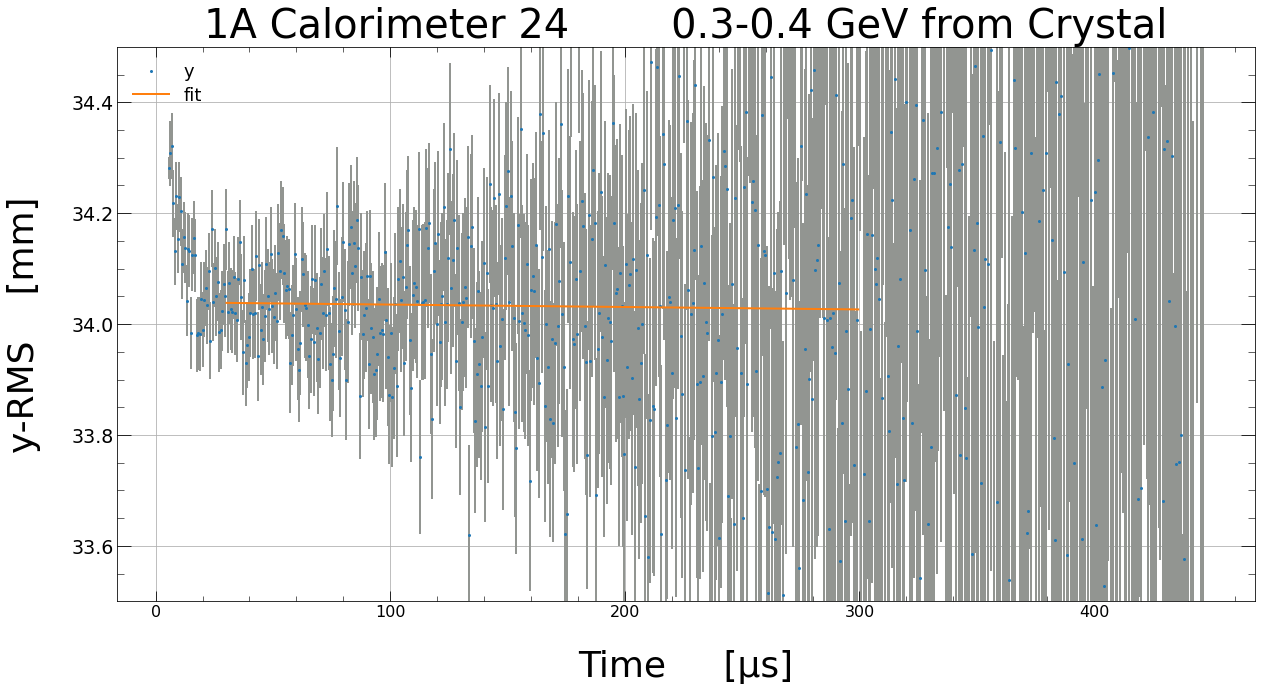 1A Calorimeter 24 0.3-0.4 GeV from Crystal
y
fit
34.4
34.2
34.0
33.8
33.6
y-RMS [mm]
0 100 200 300 400
Time [µs]